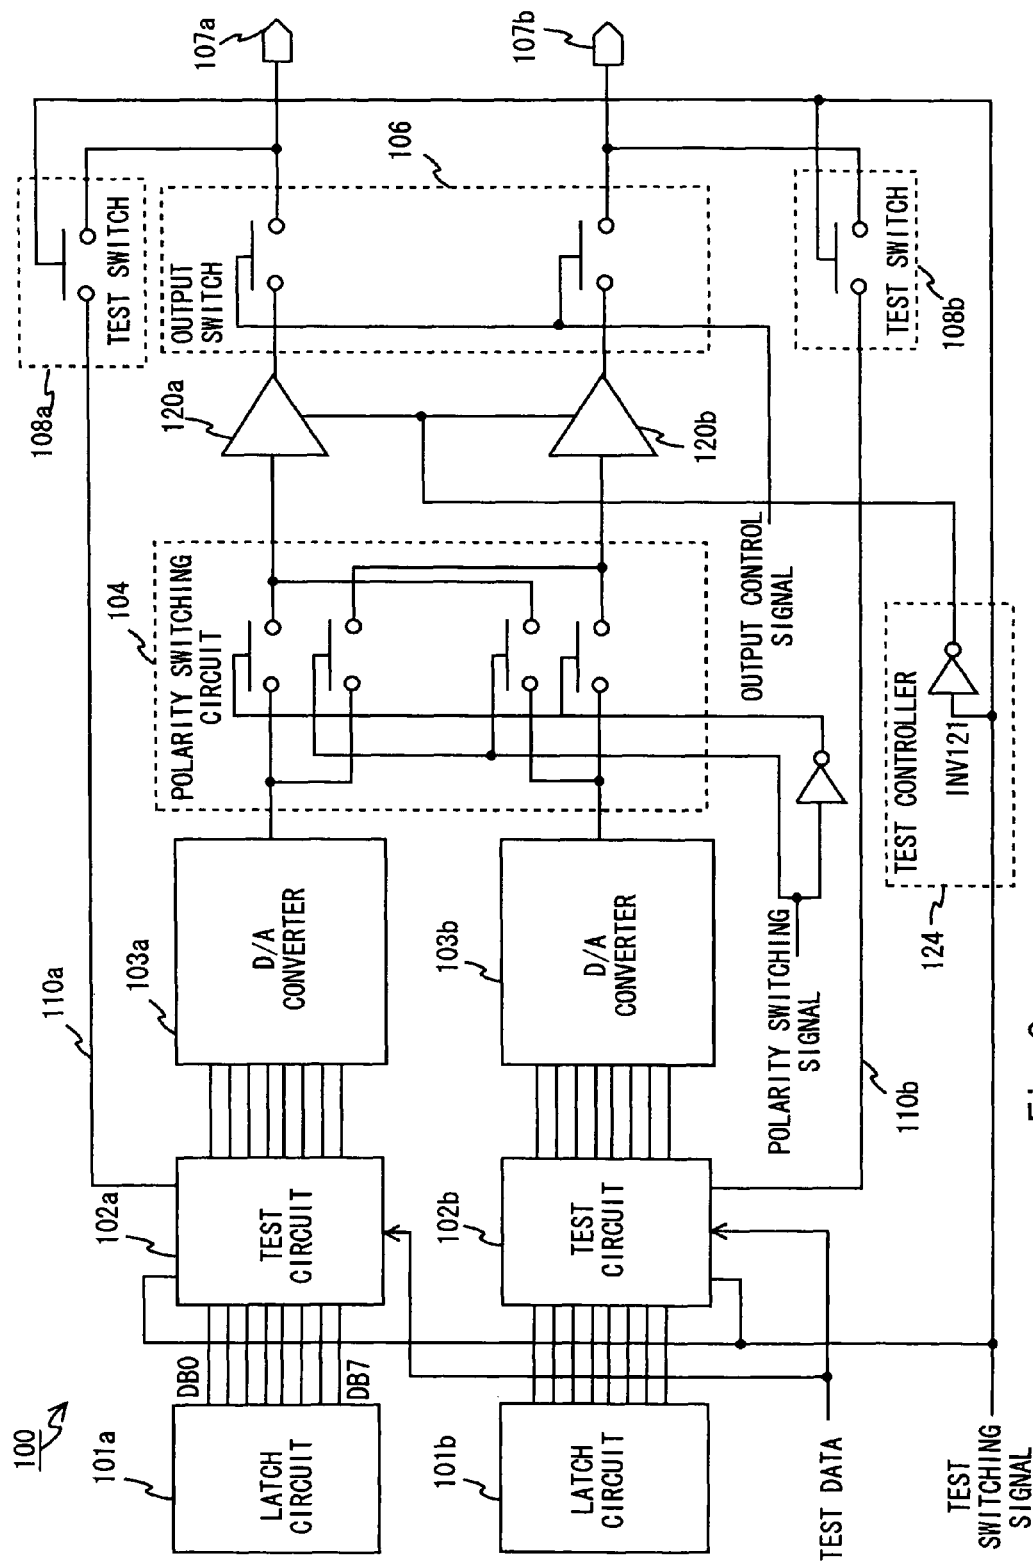 100
101a
LATCH
CIRCUIT
DB0
DB7
102a
TEST
CIRCUIT
110a
103a
D/A
CONVERTER
104
POLARITY SWITCHING
CIRCUIT
120a
108a
TEST SWITCH
OUTPUT
SWITCH
106
107a
101b
LATCH
CIRCUIT
102b
TEST
CIRCUIT
103b
D/A
CONVERTER
120b
107b
TEST SWITCH
108b
OUTPUT CONTROL
SIGNAL
POLARITY SWITCHING
SIGNAL
110b
TEST CONTROLLER
INV121
124
TEST DATA
TEST
SWITCHING
SIGNAL